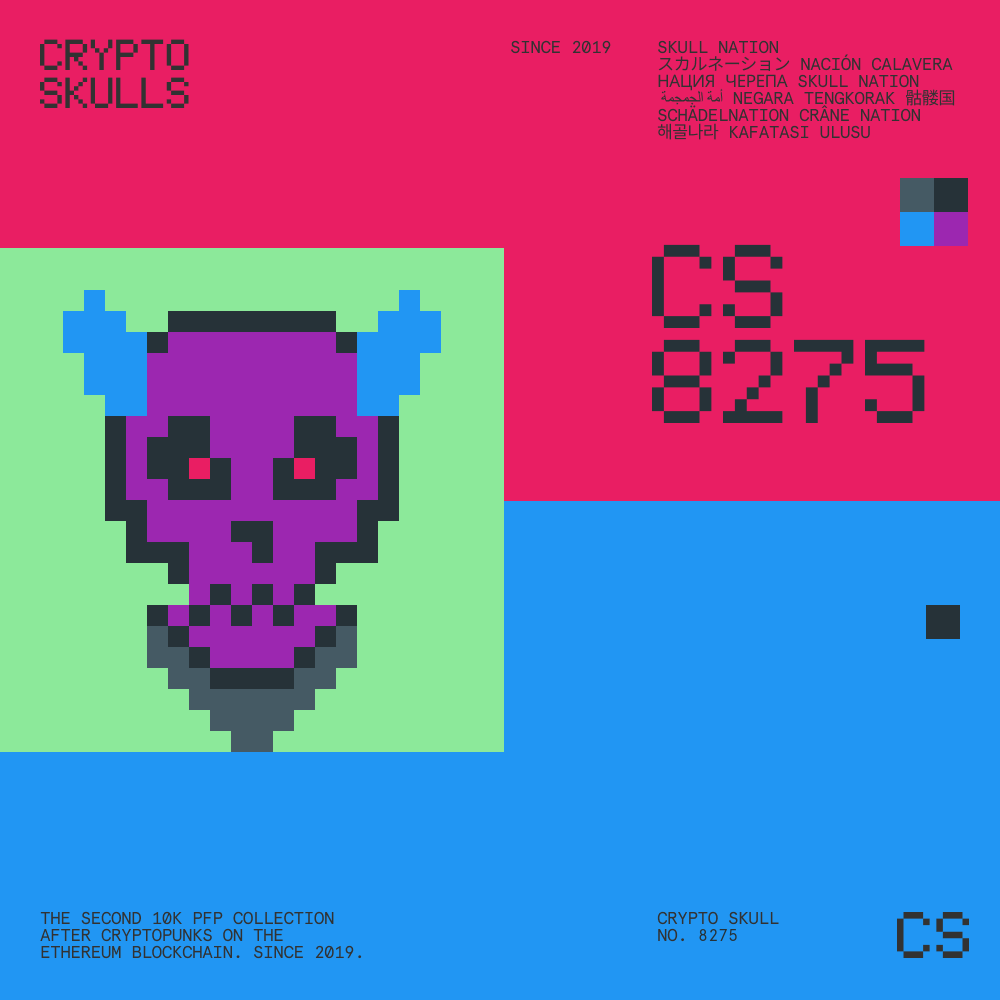 CRYPTO
SKULLS
SINCE 2019
SKULL NATION
スカルネーション NACIÓN CALAVERA
НАЦИЯ ЧЕРЕПА SKULL NATION
أمة الجمجمة NEGARA TENGKORAK 骷髅国
SCHÄDELNATION CRÂNE NATION
해골나라 KAFATASI ULUSU
CS
8275
THE SECOND 10K PFP COLLECTION
AFTER CRYPTOPUNKS ON THE
ETHEREUM BLOCKCHAIN. SINCE 2019.
CRYPTO SKULL
NO. 8275
CS